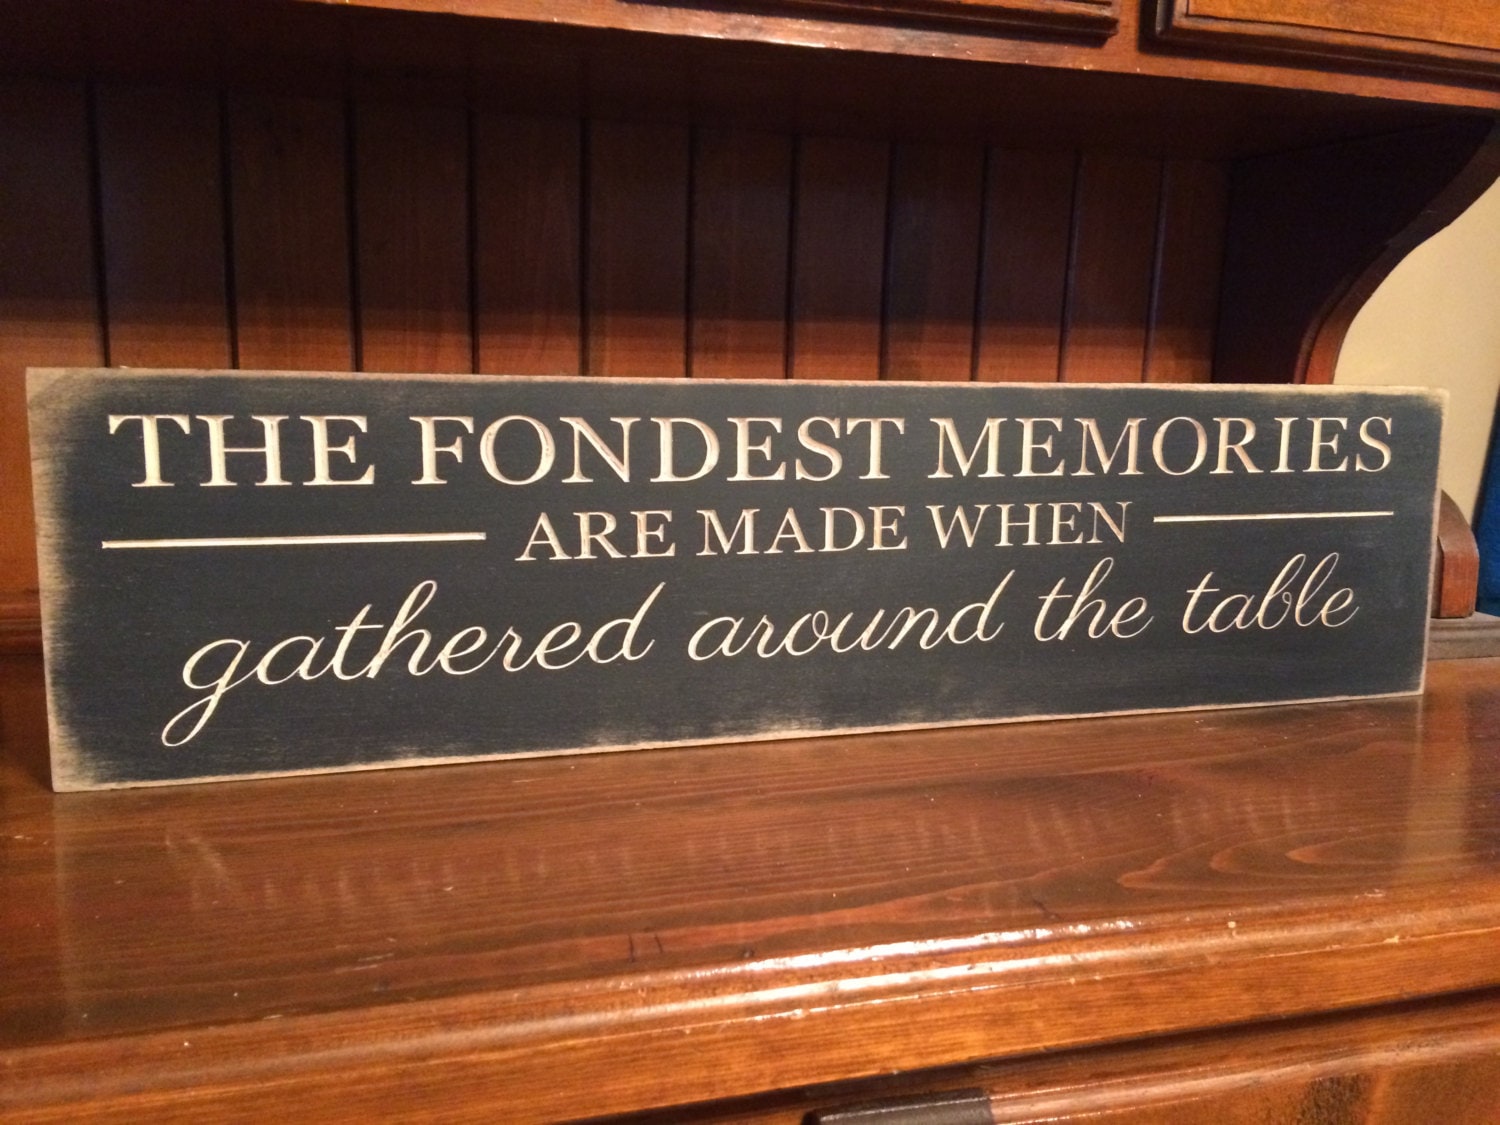 THE FONDEST MEMORIES
ARE MADE WHEN
gathered around the table